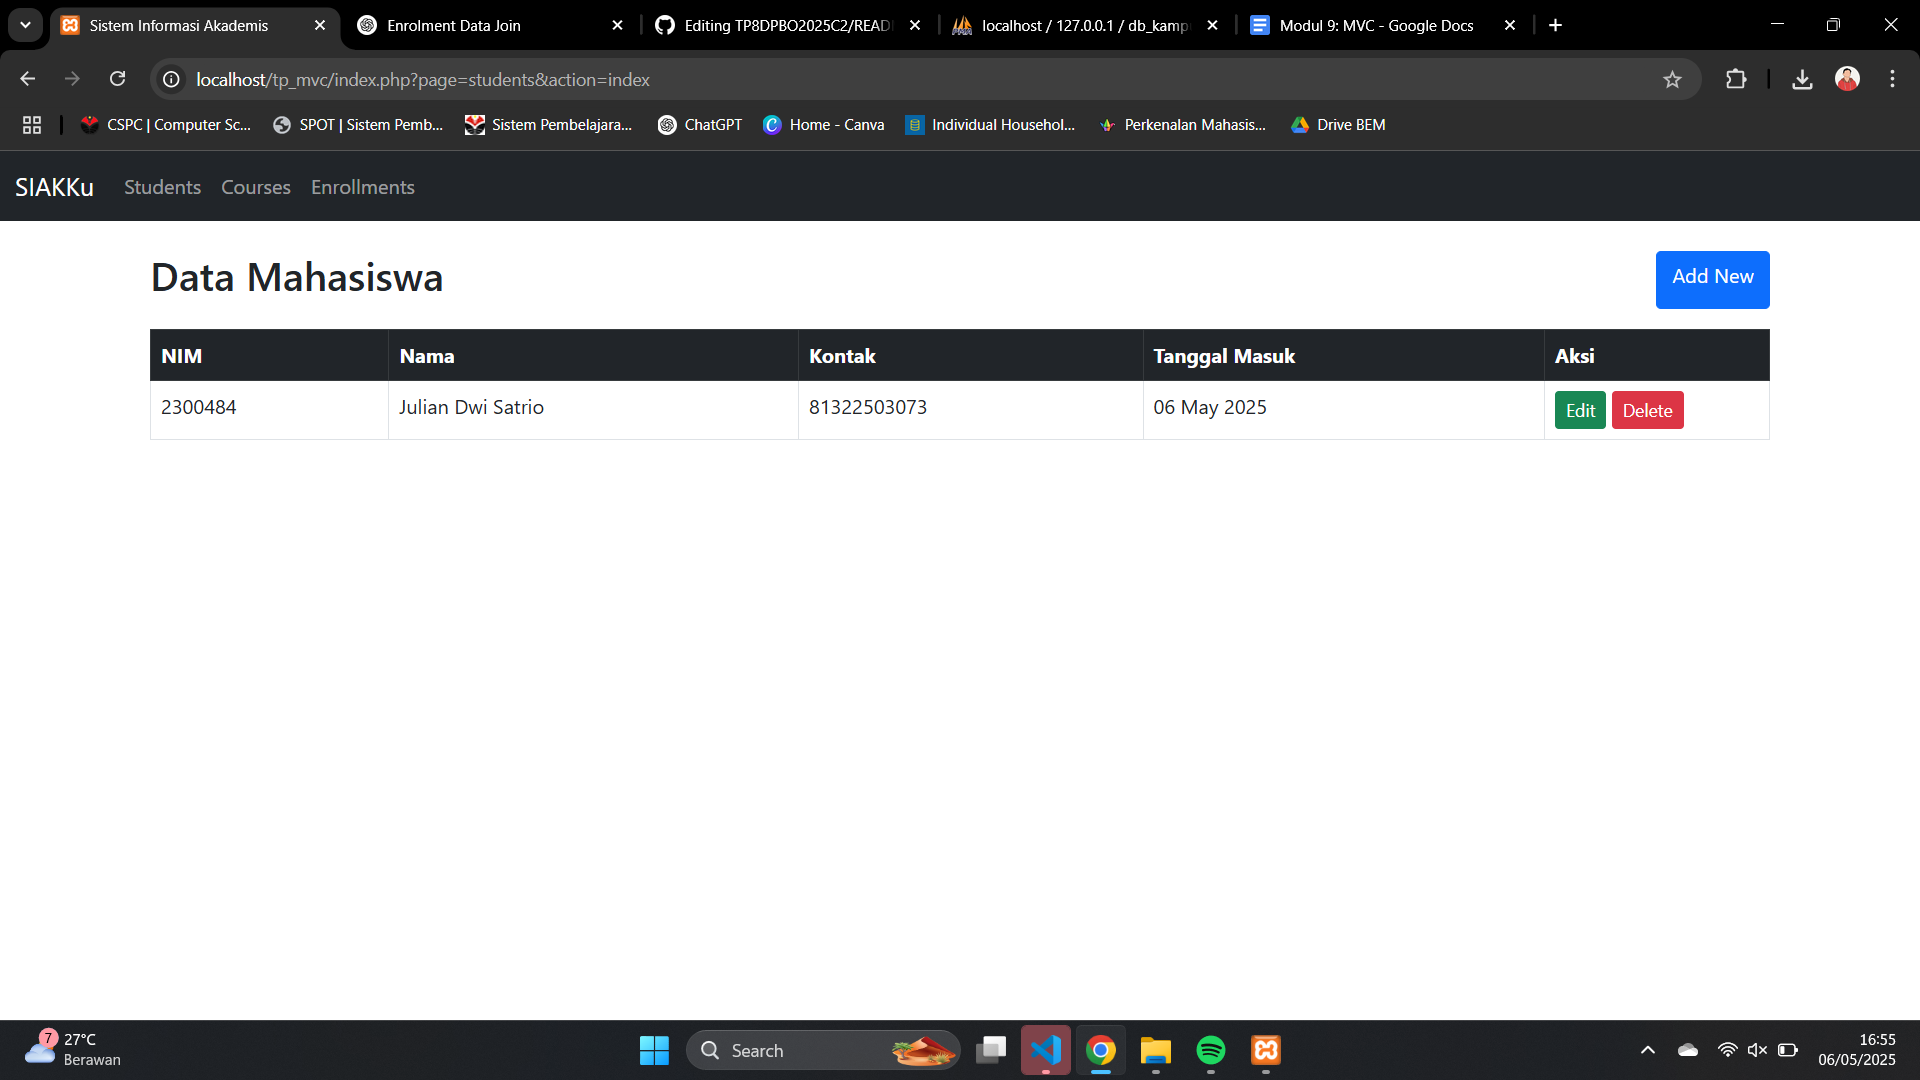 Sistem Informasi Akademis
Enrolment Data Join
Editing TP8DPBO2025C2/READ
localhost / 127.0.0.1 / db_kamp
Modul 9: MVC - Google Docs
localhost/tp_mvc/index.php?page=students&action=index
CSPC | Computer Sc...
SPOT | Sistem Pemb...
Sistem Pembelajara...
ChatGPT
Home - Canva
Individual Househol...
Perkenalan Mahasis...
Drive BEM
SIAKKu
Students
Courses
Enrollments
Data Mahasiswa
Add New
NIM
Nama
Kontak
Tanggal Masuk
Aksi
2300484
Julian Dwi Satrio
81322503073
06 May 2025
Edit
Delete
7
27°C
Berawan
Search
16:55
06/05/2025